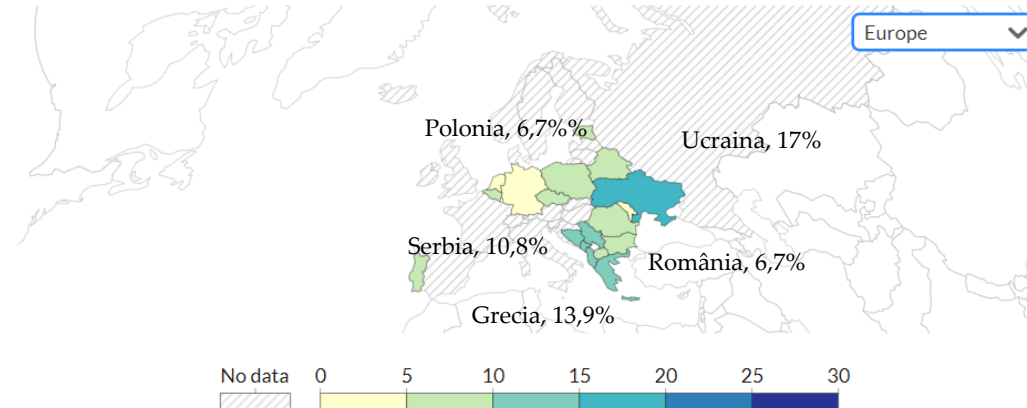 Europe
Polonia, 6,7%%
Ucraina, 17%
Serbia, 10,8%
România, 6,7%
Grecia, 13,9%
No data 0 5 10 15 20 25 30